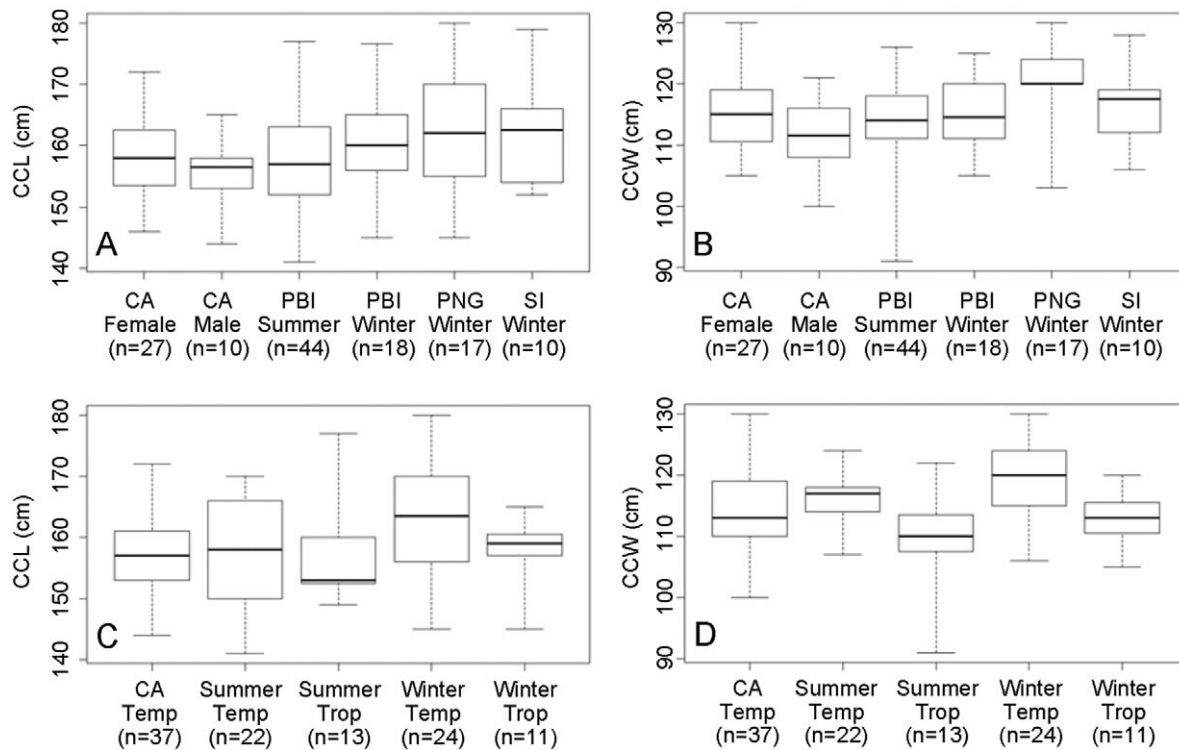 180
170
160
150
140
CCL (cm)
A
CA Female (n=27)
CA Male (n=10)
PBI Summer (n=44)
PBI Winter (n=18)
PNG Winter (n=17)
SI Winter (n=10)
130
120
110
100
90
CCW (cm)
B
CA Female (n=27)
CA Male (n=10)
PBI Summer (n=44)
PBI Winter (n=18)
PNG Winter (n=17)
SI Winter (n=10)
180
170
160
150
140
CCL (cm)
C
CA Temp (n=37)
Summer Temp (n=22)
Summer Trop (n=13)
Winter Temp (n=24)
Winter Trop (n=11)
130
120
110
100
90
CCW (cm)
D
CA Temp (n=37)
Summer Temp (n=22)
Summer Trop (n=13)
Winter Temp (n=24)
Winter Trop (n=11)